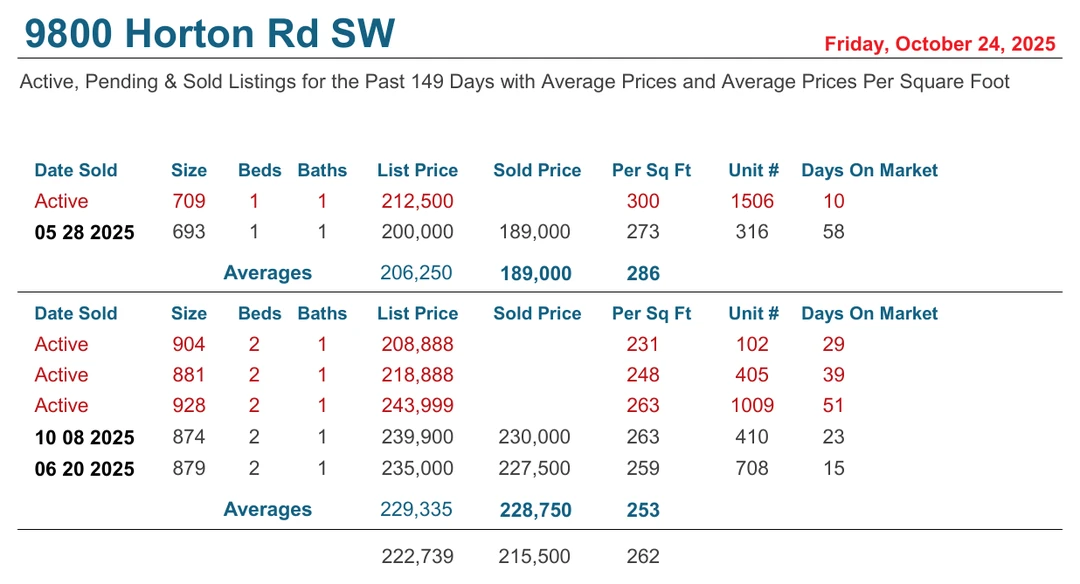 9800 Horton Rd SW
Friday, October 24, 2025
Active, Pending & Sold Listings for the Past 149 Days with Average Prices and Average Prices Per Square Foot
Date Sold Size Beds Baths List Price Sold Price Per Sq Ft Unit # Days On Market
Active 709 1 1 212,500 300 1506 10
05 28 2025 693 1 1 200,000 189,000 273 316 58
Averages 206,250 189,000 286
Date Sold Size Beds Baths List Price Sold Price Per Sq Ft Unit # Days On Market
Active 904 2 1 208,888 231 102 29
Active 881 2 1 218,888 248 405 39
Active 928 2 1 243,999 263 1009 51
10 08 2025 874 2 1 239,900 230,000 263 410 23
06 20 2025 879 2 1 235,000 227,500 259 708 15
Averages 229,335 228,750 253
222,739 215,500 262